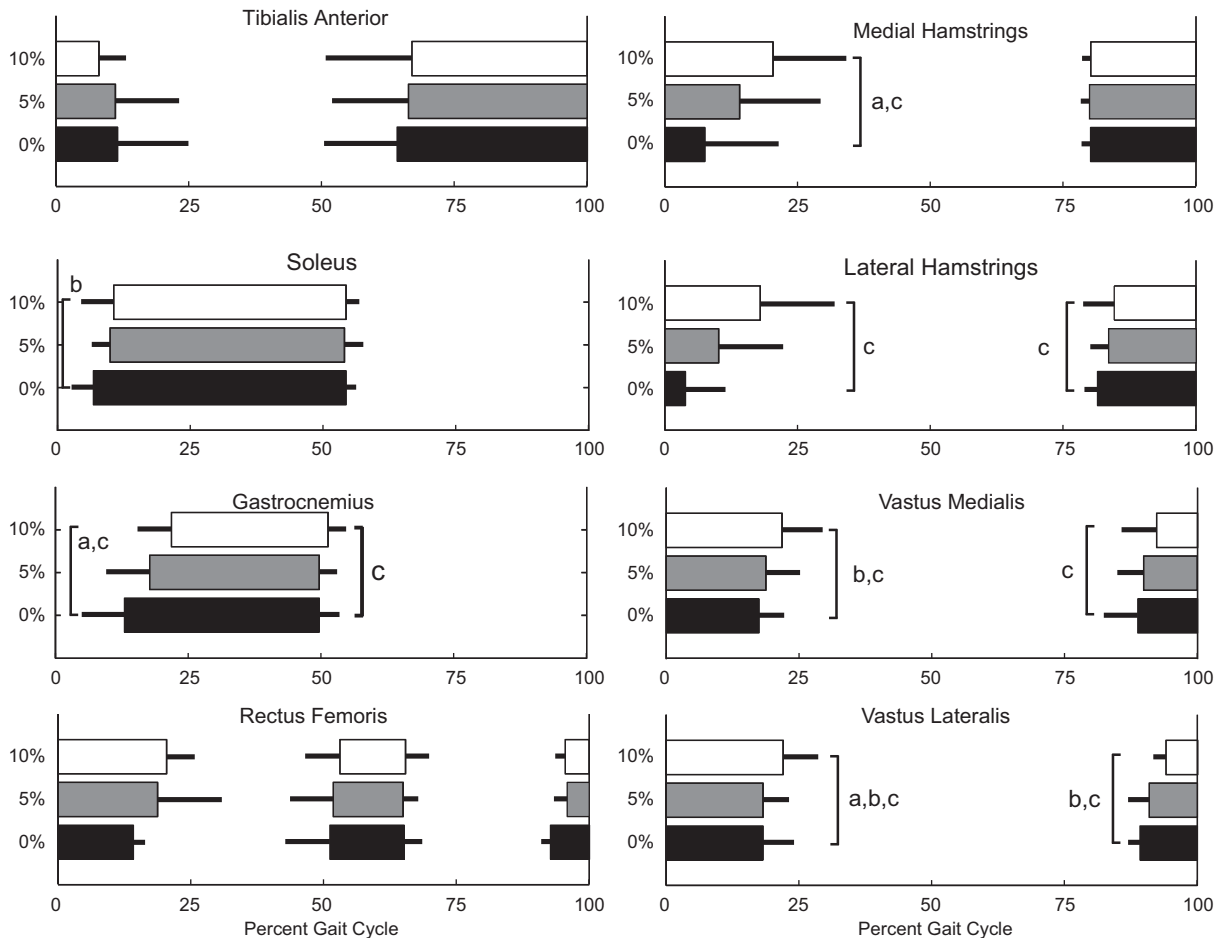 Tibialis Anterior
10%
5%
0%
0 25 50 75 100
Medial Hamstrings
a,c
0 25 50 75 100
Soleus
b
10%
5%
0%
0 25 50 75 100
Lateral Hamstrings
10%
5%
0%
c
c
0 25 50 75 100
Gastrocnemius
10%
5%
0%
a,c
c
0 25 50 75 100
Vastus Medialis
10%
5%
0%
b,c
c
0 25 50 75 100
Rectus Femoris
10%
5%
0%
0 25 50 75 100
Percent Gait Cycle
Vastus Lateralis
10%
5%
0%
a,b,c
b,c
0 25 50 75 100
Percent Gait Cycle